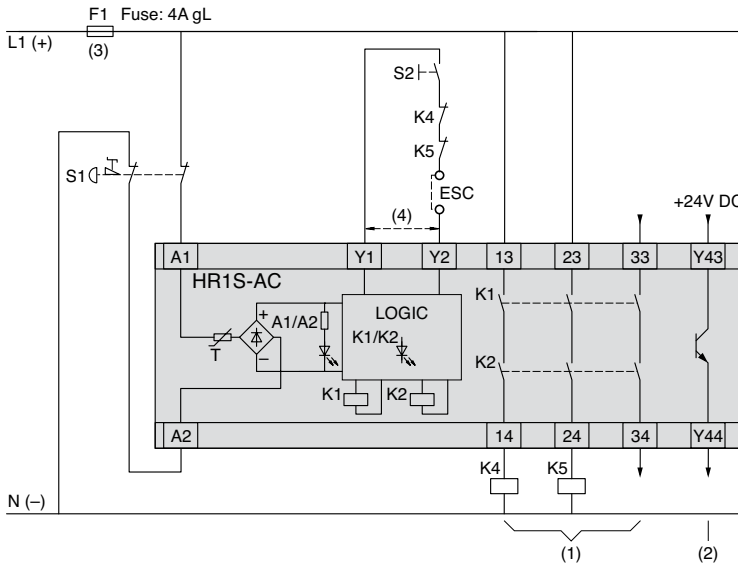 F1 Fuse: 4A gL
L1 (+)
(3)
S2
K4
K5
S1
ESC
(4)
+24V DC
A1 Y1 Y2 13 23 33 Y43
HR1S-AC
K1
LOGIC
A1/A2
+
K1/K2
T
–
K2
K1 K2
A2 14 24 34 Y44
K4 K5
N (–)
(1) (2)